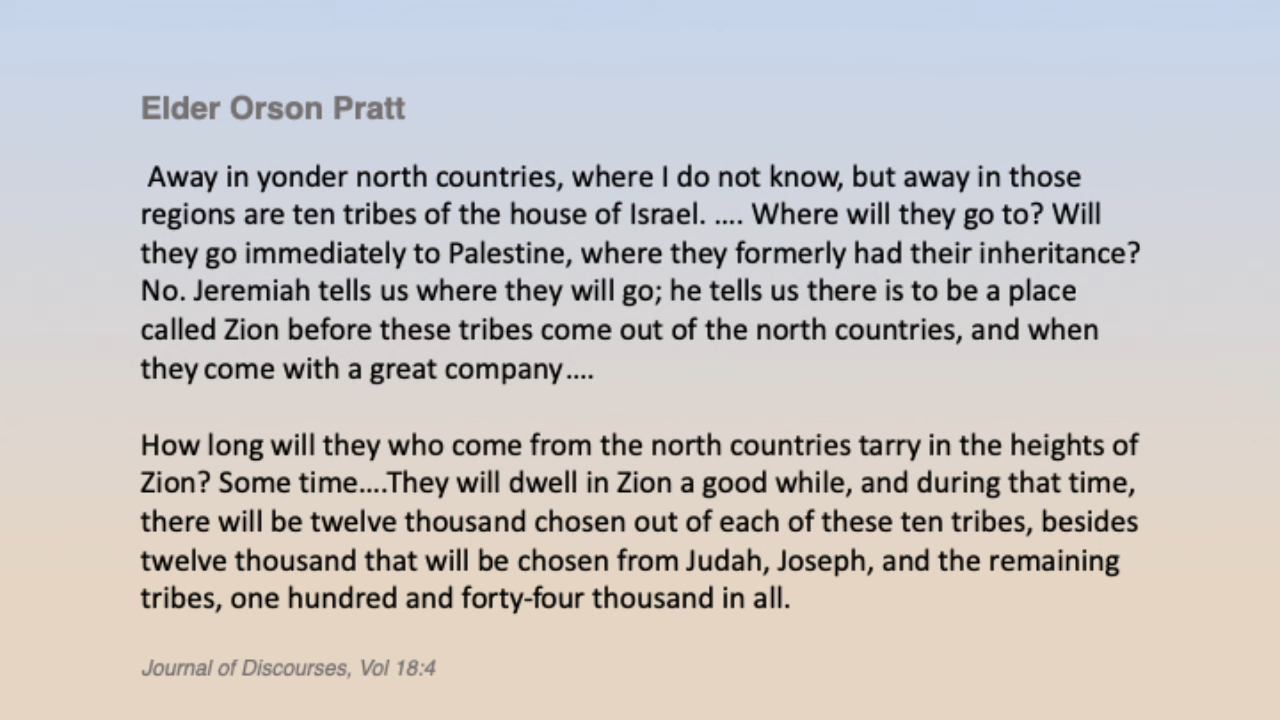 Elder Orson Pratt
Away in yonder north countries, where I do not know, but away in those
regions are ten tribes of the house of Israel. .... Where will they go to? Will
they go immediately to Palestine, where they formerly had their inheritance?
No. Jeremiah tells us where they will go; he tells us there is to be a place
called Zion before these tribes come out of the north countries, and when
they come with a great company....
How long will they who come from the north countries tarry in the heights of
Zion? Some time....They will dwell in Zion a good while, and during that time,
there will be twelve thousand chosen out of each of these ten tribes, besides
twelve thousand that will be chosen from Judah, Joseph, and the remaining
tribes, one hundred and forty-four thousand in all.
Journal of Discourses, Vol 18:4